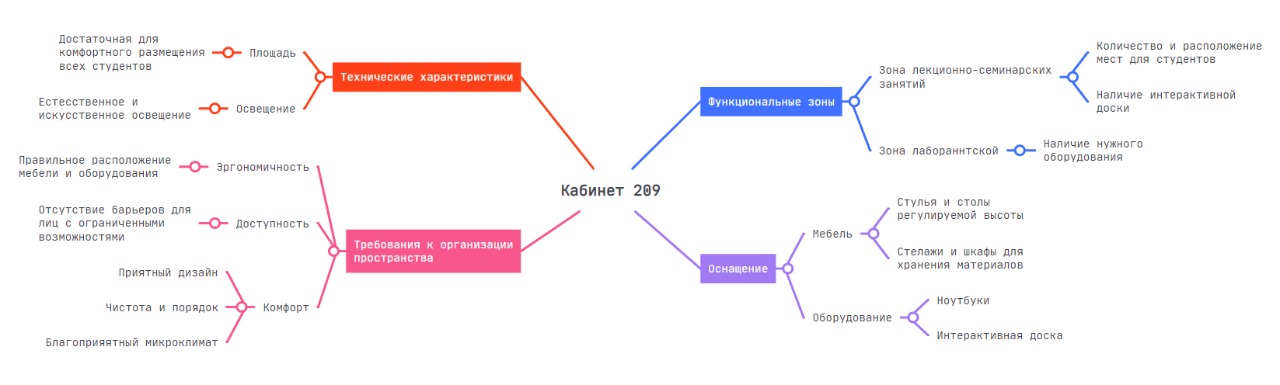 Достаточная для
комфортного размещения
всех студентов
Площадь
Естесственное и
искусственное освещение
Освещение
Технические характеристики
Правильное расположение
мебели и оборудования
Эргономичность
Отсутствие барьеров для
лиц с ограниченными
возможностями
Доступность
Приятный дизайн
Чистота и порядок
Благоприяятный микроклимат
Комфорт
Требования к организации
пространства
Кабинет 209
Функциональные зоны
Зона лекционно-семинарских
занятий
Количество и расположение
мест для студентов
Наличие интерактивной
доски
Зона лабораннтской
Наличие нужного
оборудования
Оснащение
Мебель
Стулья и столы
регулируемой высоты
Стелажи и шкафы для
хранения материалов
Оборудование
Ноутбуки
Интерактивная доска